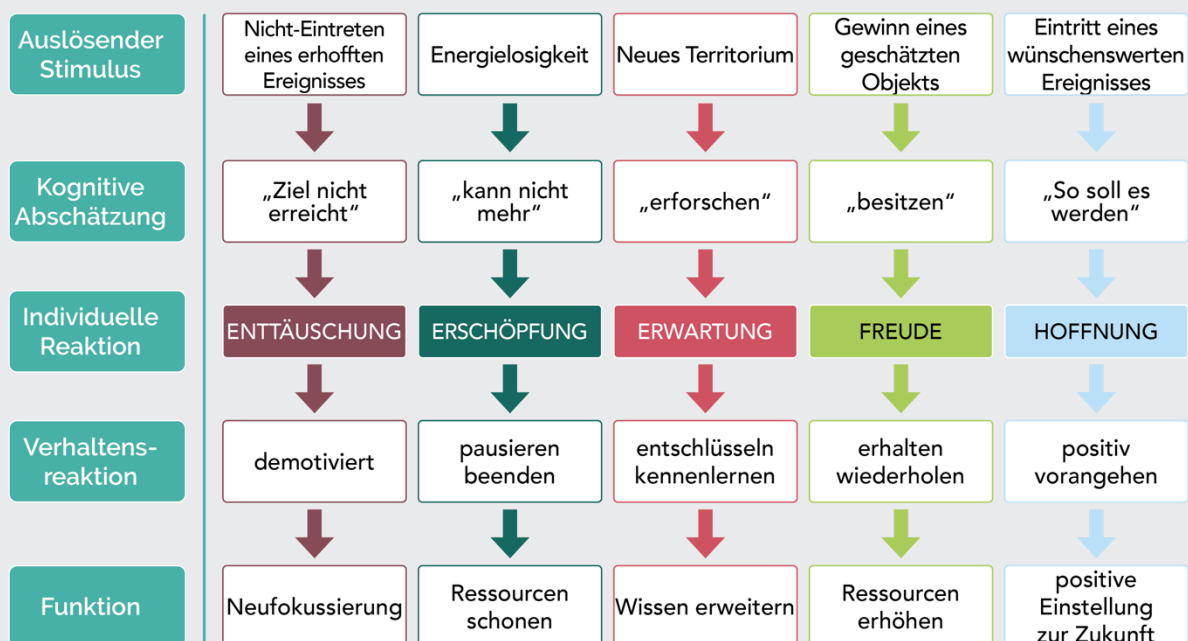 Auslösender
Stimulus
Nicht-Eintreten
eines erhofften
Ereignisses
Energielosigkeit
Neues Territorium
Gewinn eines
geschätzten
Objekts
Eintritt eines
wünschenswerten
Ereignisses
Kognitive
Abschätzung
„Ziel nicht
erreicht“
„kann nicht
mehr“
„erforschen“
„besitzen“
„So soll es
werden“
Individuelle
Reaktion
ENTTÄUSCHUNG
ERSCHÖPFUNG
ERWARTUNG
FREUDE
HOFFNUNG
Verhaltens-
reaktion
demotiviert
pausieren
beenden
entschlüsseln
kennenlernen
erhalten
wiederholen
positiv
vorangehen
Funktion
Neufokussierung
Ressourcen
schonen
Wissen erweitern
Ressourcen
erhöhen
positive
Einstellung
zur Zukunft